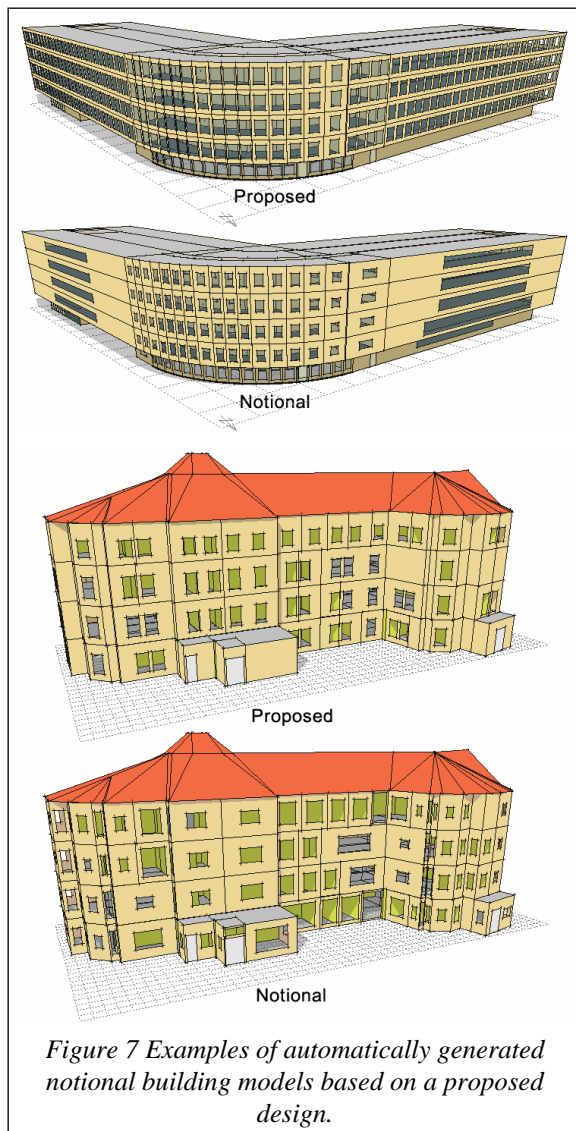 Proposed
Notional
Proposed
Notional
Figure 7 Examples of automatically generated
notional building models based on a proposed
design.